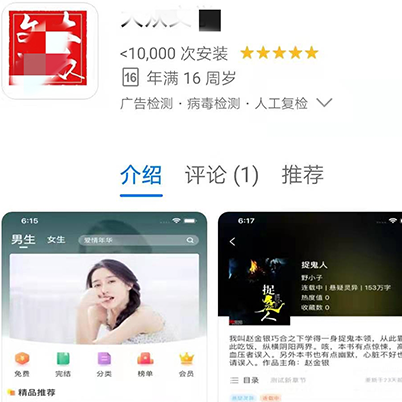 <10,000 次安装
16 年满 16 周岁
广告检测·病毒检测·人工复检
介绍 评论 (1) 推荐
6:15
男生 女生 爱情年华
免费 完结 分类 榜单 会员
精品推荐
6:17
捉鬼人
野小子
连载中 | 悬疑灵异 | 153万字
热度值 0
收藏数 0
捉鬼
我叫赵金银巧合之下学得一身捉鬼本领，从此靠
此吃饭，纵横阴阳两界。咳，本书有点惊悚，高
血压者误入。另外本书也有点幽默，心脏不好也
请误入。作品主角：赵金银
目录 测试新章节